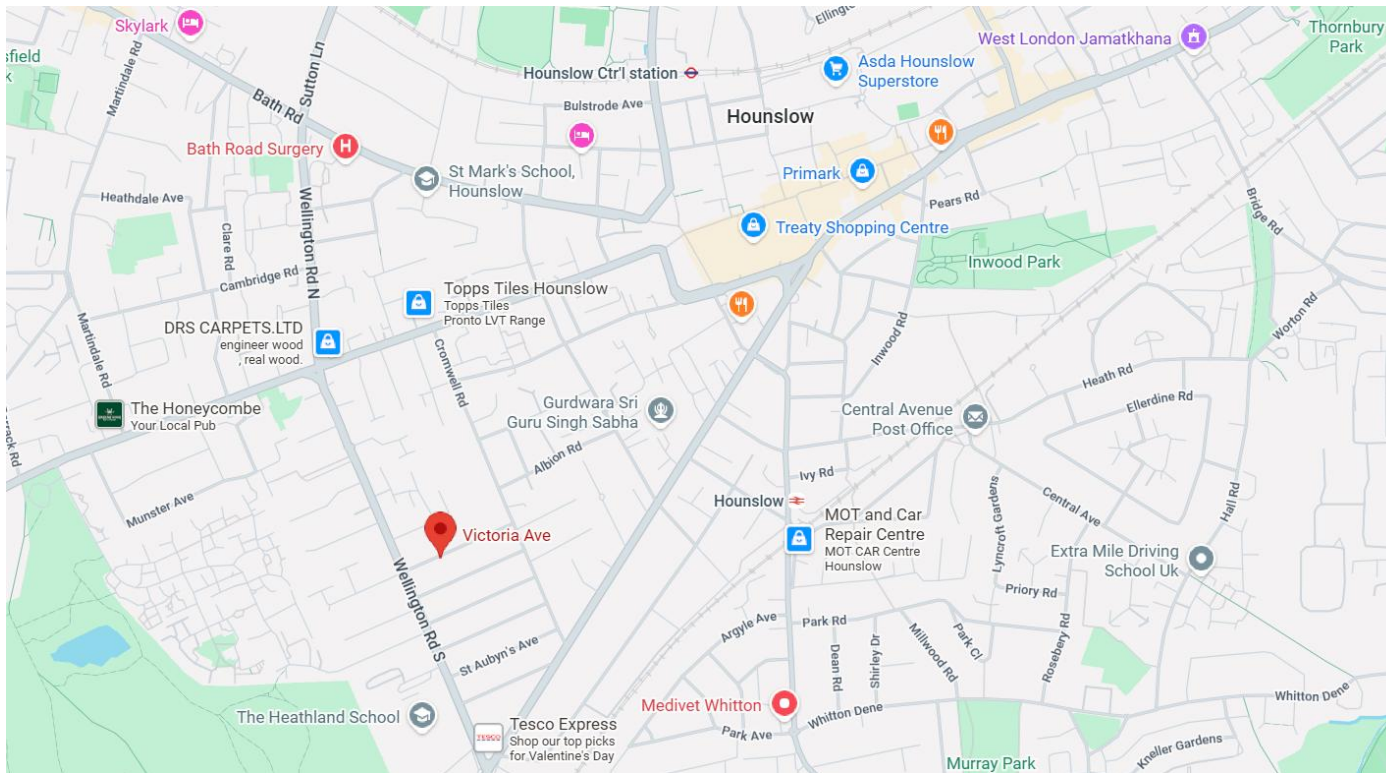 Skylark
Ellington
Thornbury
Park
West London Jamatkhana
sfield
k
Martindale Rd
Sutton Ln
Hounslow Ctr'l station
Asda Hounslow
Superstore
Bath Rd
Bulstrode Ave
Hounslow
Bath Road Surgery
St Mark's School,
Hounslow
Primark
Heathdale Ave
Wellington Rd N
Pears Rd
Bridge Rd
Clare Rd
Treaty Shopping Centre
Inwood Park
Cambridge Rd
Topps Tiles Hounslow
Topps Tiles
Pronto LVT Range
Martindale Rd
DRS CARPETS.LTD
engineer wood
, real wood.
Cromwell Rd
Inwood Rd
Worton Rd
Heath Rd
The Honeycombe
Your Local Pub
Gurdwara Sri
Guru Singh Sabha
Central Avenue
Post Office
Ellerdine Rd
rrack Rd
Albion Rd
Ivy Rd
Munster Ave
Hounslow
Lyncroft Gardens
Central Ave
Hall Rd
MOT and Car
Repair Centre
MOT CAR Centre
Hounslow
Victoria Ave
Extra Mile Driving
School Uk
Wellington Rd S
Priory Rd
Argyle Ave
Park Rd
Park Cl
Millwood Rd
Rosebery Rd
St Aubyn's Ave
Dean Rd
Shirley Dr
The Heathland School
Medivet Whitton
Whitton Dene
Whitton Dene
Tesco Express
Shop our top picks
for Valentine's Day
TESCO
Park Ave
Kneller Gardens
Murray Park